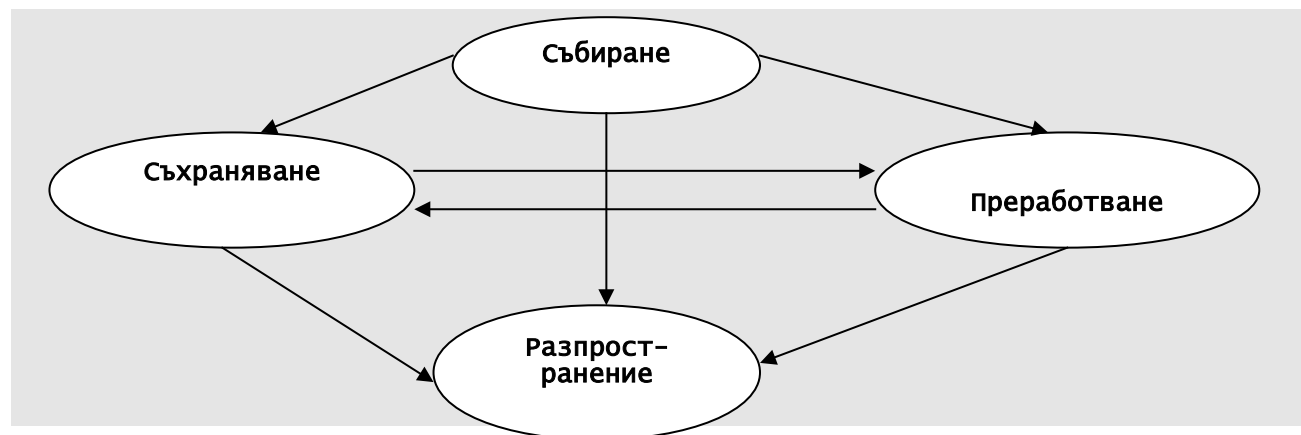 Събиране
Съхраняване
Преработване
Разпрост-
ранение